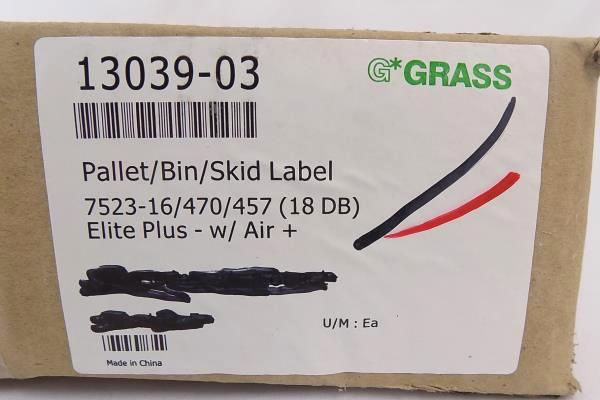 13039-03
G*GRASS
Pallet/Bin/Skid Label
7523-16/470/457 (18 DB)
Elite Plus - w/ Air +
U/M : Ea
Made in China